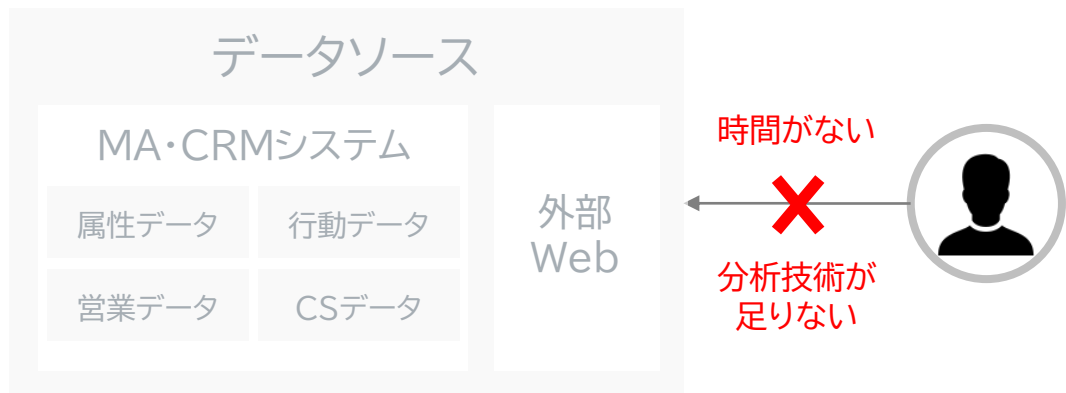 データソース
MA・CRMシステム
属性データ
行動データ
営業データ
CSデータ
外部
Web
時間がない
分析技術が
足りない